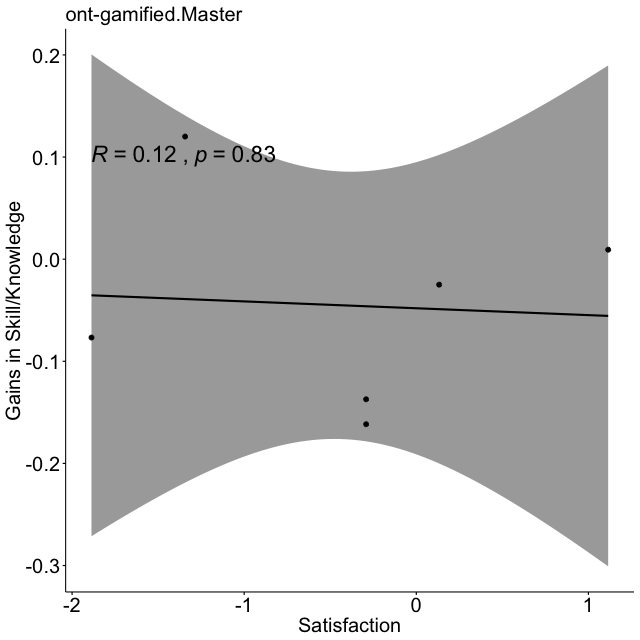 ont-gamified.Master
0.2
0.1
0.0
-0.1
-0.2
-0.3
R = 0.12 , p = 0.83
Gains in Skill/Knowledge
-2
-1
0
1
Satisfaction